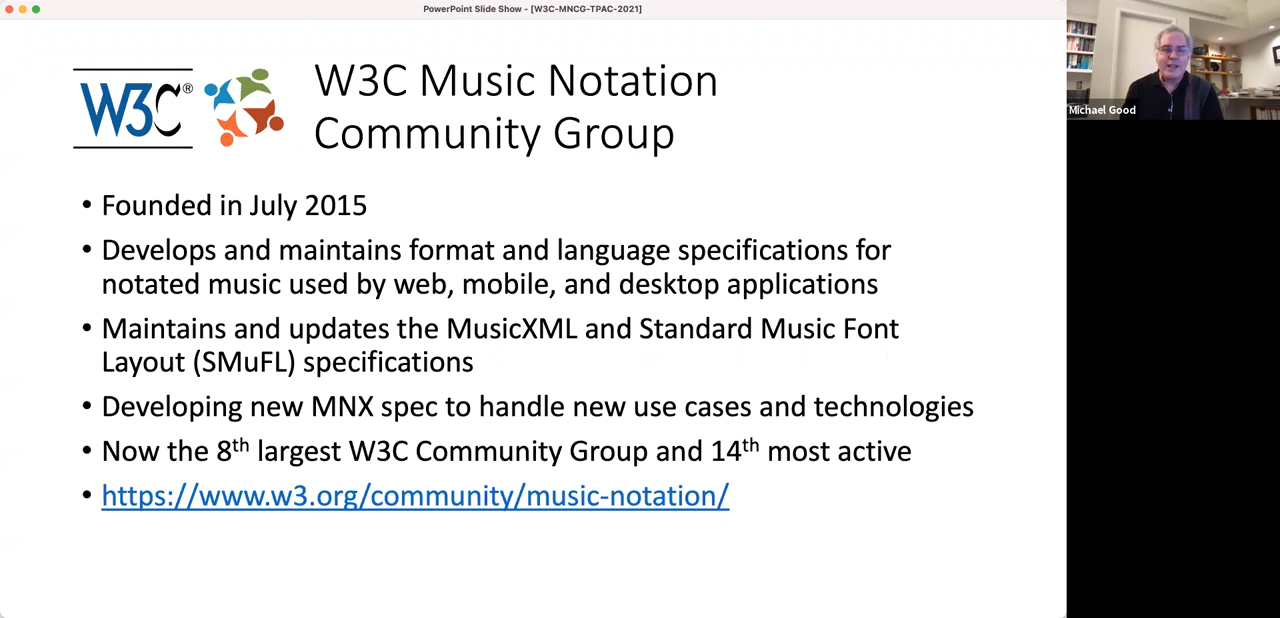 PowerPoint Slide Show - [W3C-MNCG-TPAC-2021]
W3C®
W3C Music Notation
Community Group
Michael Good
• Founded in July 2015
• Develops and maintains format and language specifications for
notated music used by web, mobile, and desktop applications
• Maintains and updates the MusicXML and Standard Music Font
Layout (SMuFL) specifications
• Developing new MNX spec to handle new use cases and technologies
• Now the 8th largest W3C Community Group and 14th most active
• https://www.w3.org/community/music-notation/